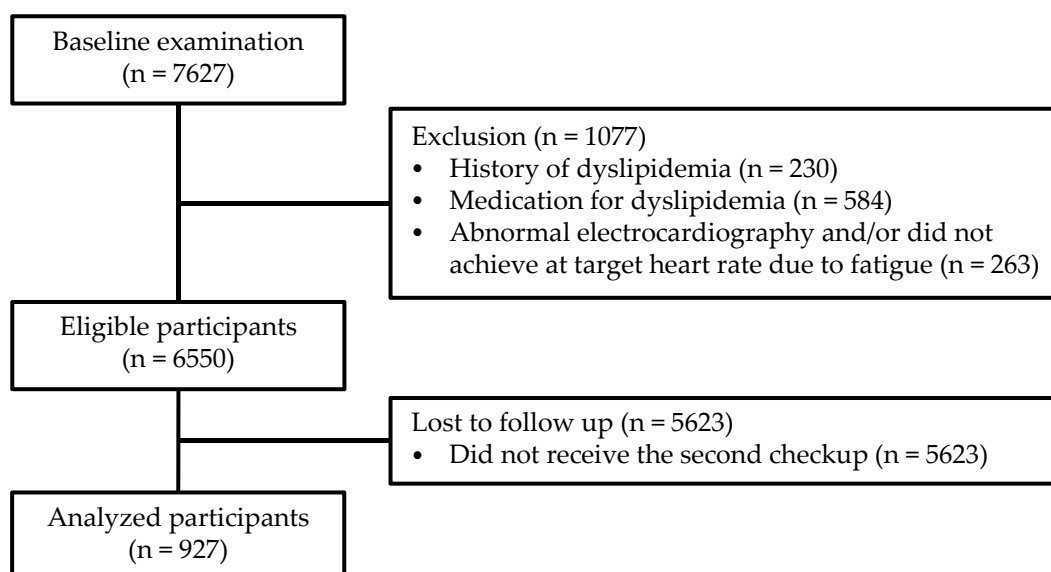 Baseline examination
(n = 7627)
Exclusion (n = 1077)
• History of dyslipidemia (n = 230)
• Medication for dyslipidemia (n = 584)
• Abnormal electrocardiography and/or did not
achieve at target heart rate due to fatigue (n = 263)
Eligible participants
(n = 6550)
Lost to follow up (n = 5623)
• Did not receive the second checkup (n = 5623)
Analyzed participants
(n = 927)